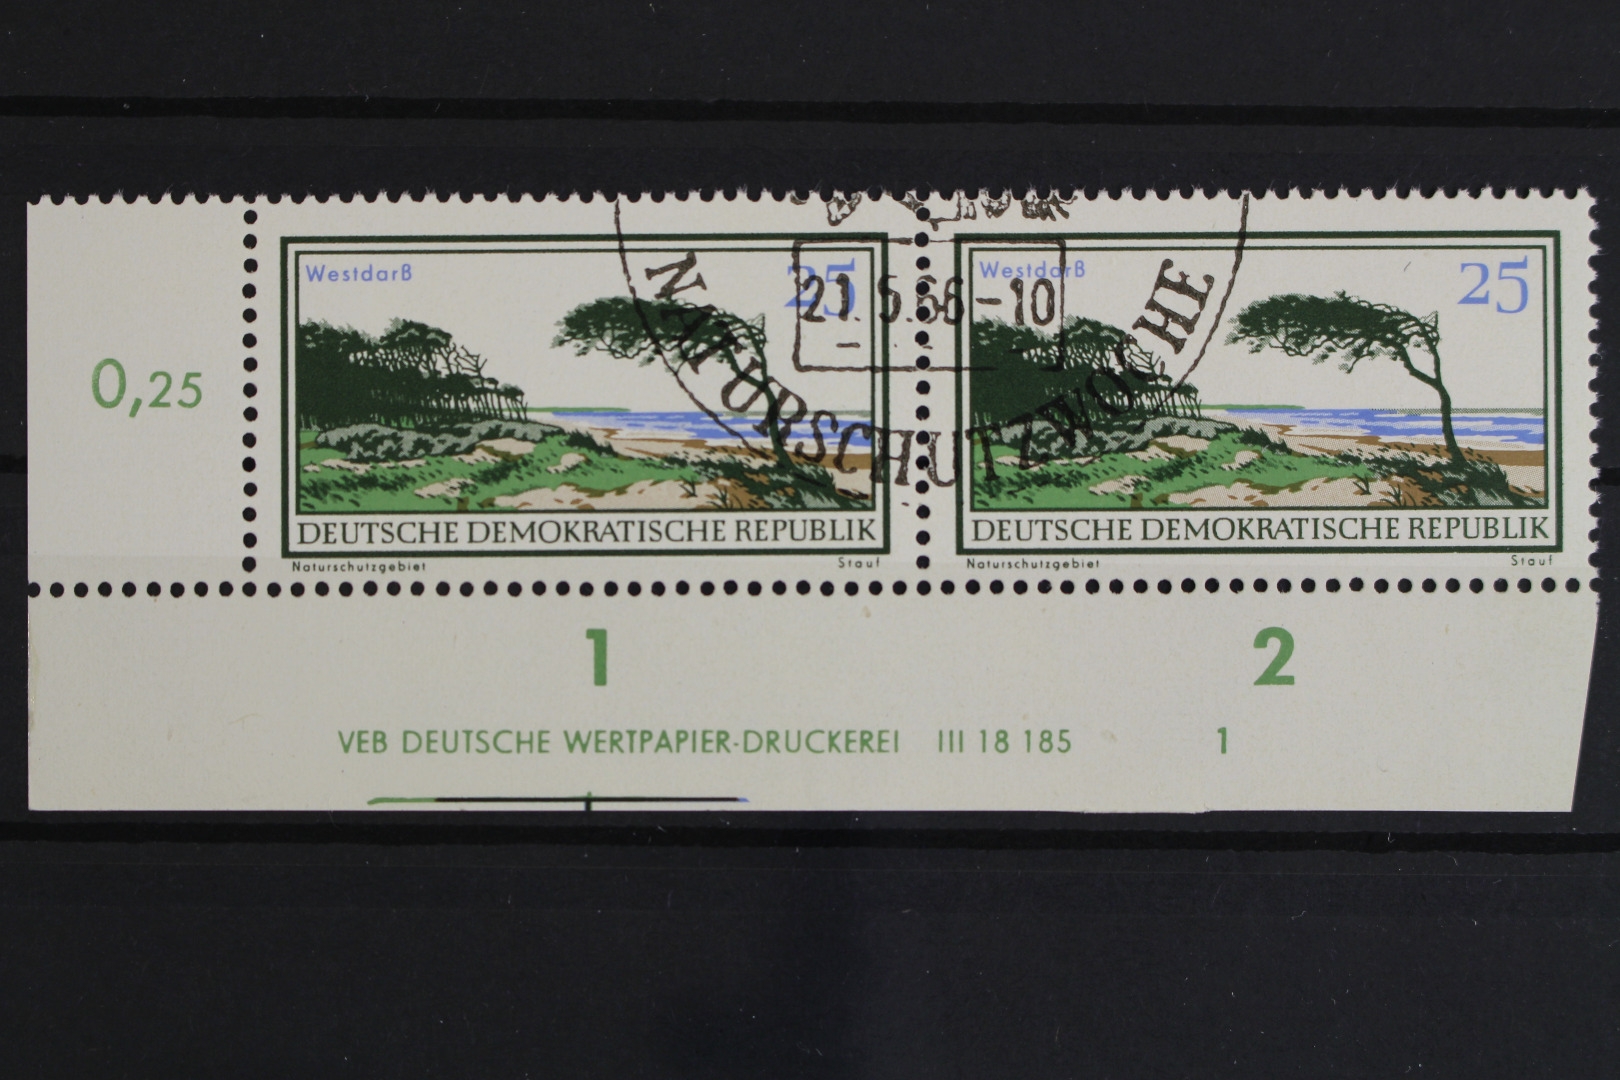 Westdarß 25
Westdarß 25
21.5.66-10
NATURSCHUTZWOCHE
0,25
DEUTSCHE DEMOKRATISCHE REPUBLIK
DEUTSCHE DEMOKRATISCHE REPUBLIK
Naturschutzgebiet Stauf
Naturschutzgebiet Stauf
1 2
VEB DEUTSCHE WERTPAPIER-DRUCKEREI III 18 185 1